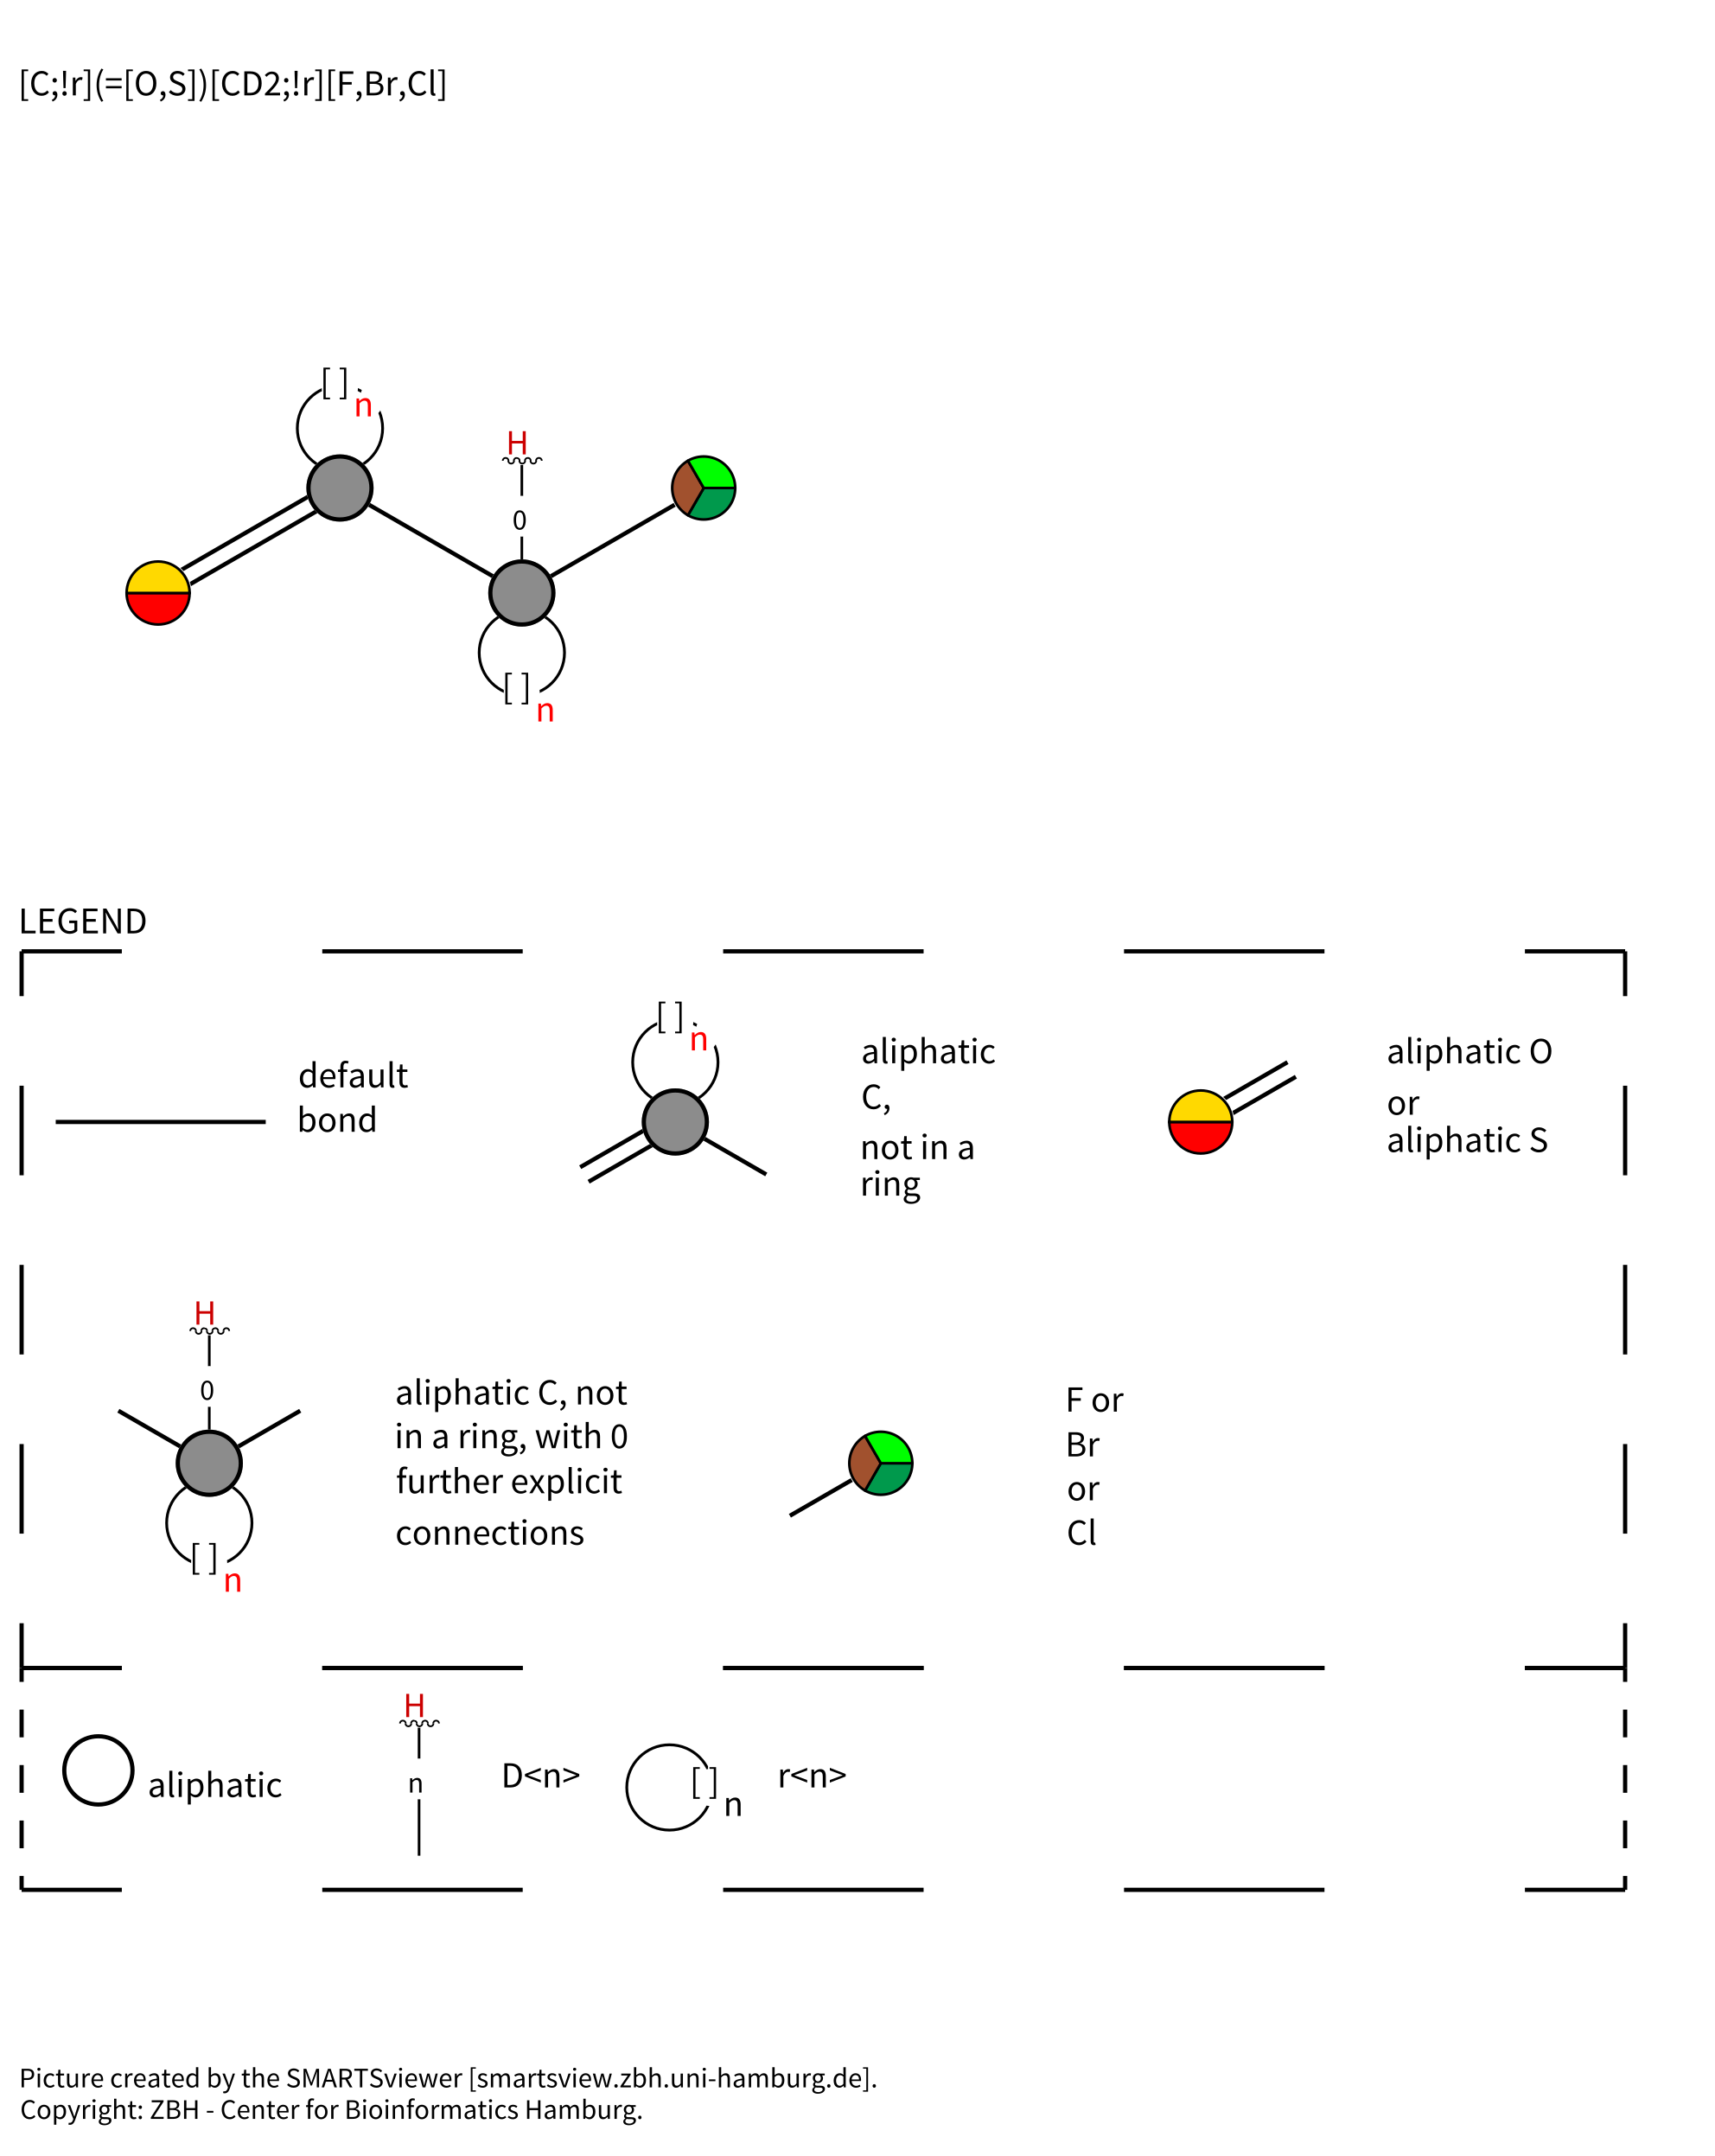 [C;!r](=[O,S])[CD2;!r][F,Br,Cl]
[ ]
n
H
0
[ ]
n
LEGEND
default
bond
[ ]
n
aliphatic
C,
not in a
ring
aliphatic O
or
aliphatic S
H
0
[ ]
n
aliphatic C, not
in a ring, with 0
further explicit
connections
F or
Br
or
Cl
aliphatic
H
n
D<n>
[ ]
n
r<n>
Picture created by the SMARTSviewer [smartsview.zbh.uni-hamburg.de].
Copyright: ZBH - Center for Bioinformatics Hamburg.